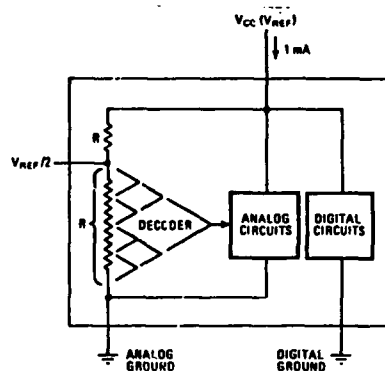 VCC (VREF)
1 mA
R
VREF/2
R
DECODER
ANALOG
CIRCUITS
DIGITAL
CIRCUITS
ANALOG
GROUND
DIGITAL
GROUND